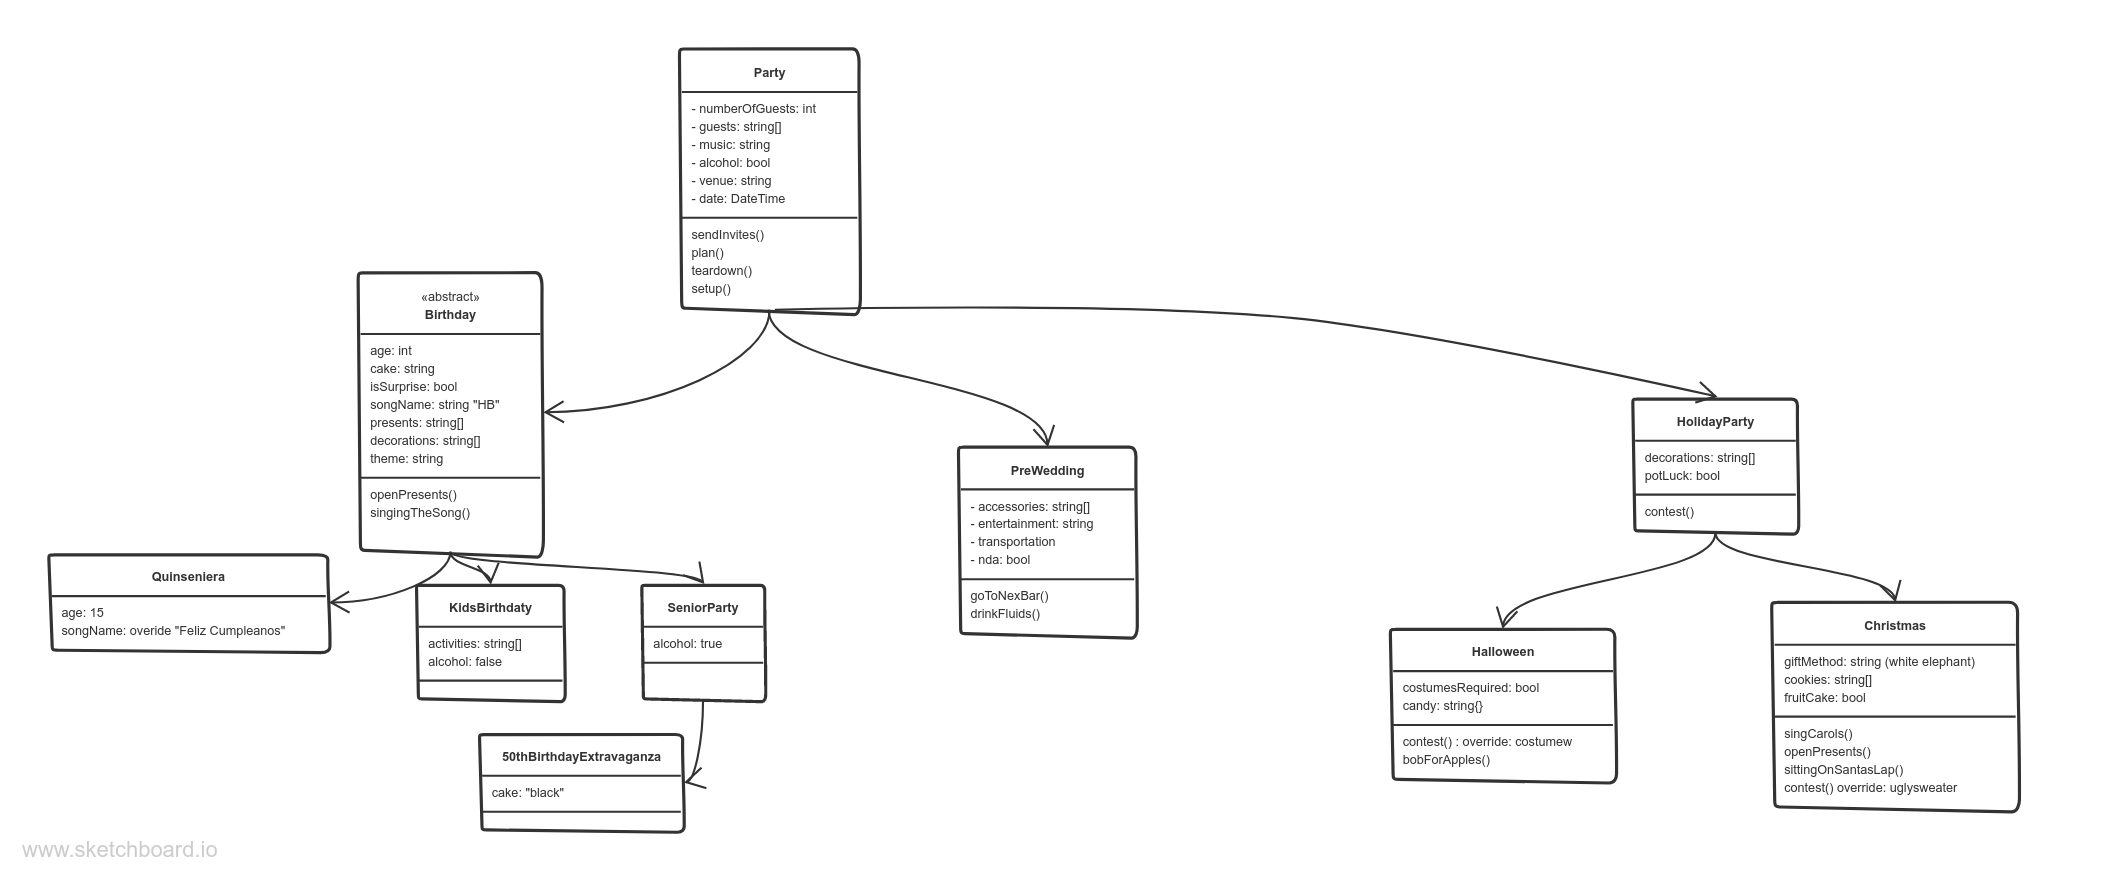 Party
- numberOfGuests: int
- guests: string[]
- music: string
- alcohol: bool
- venue: string
- date: DateTime
sendInvites()
plan()
teardown()
setup()
«abstract»
Birthday
age: int
cake: string
isSurprise: bool
songName: string "HB"
presents: string[]
decorations: string[]
theme: string
openPresents()
singingTheSong()
PreWedding
- accessories: string[]
- entertainment: string
- transportation
- nda: bool
goToNexBar()
drinkFluids()
HolidayParty
decorations: string[]
potLuck: bool
contest()
Quinseniera
age: 15
songName: overide "Feliz Cumpleanos"
KidsBirthdaty
activities: string[]
alcohol: false
SeniorParty
alcohol: true
50thBirthdayExtravaganza
cake: "black"
Halloween
costumesRequired: bool
candy: string{}
contest() : override: costumew
bobForApples()
Christmas
giftMethod: string (white elephant)
cookies: string[]
fruitCake: bool
singCarols()
openPresents()
sittingOnSantasLap()
contest() override: uglysweater
www.sketchboard.io